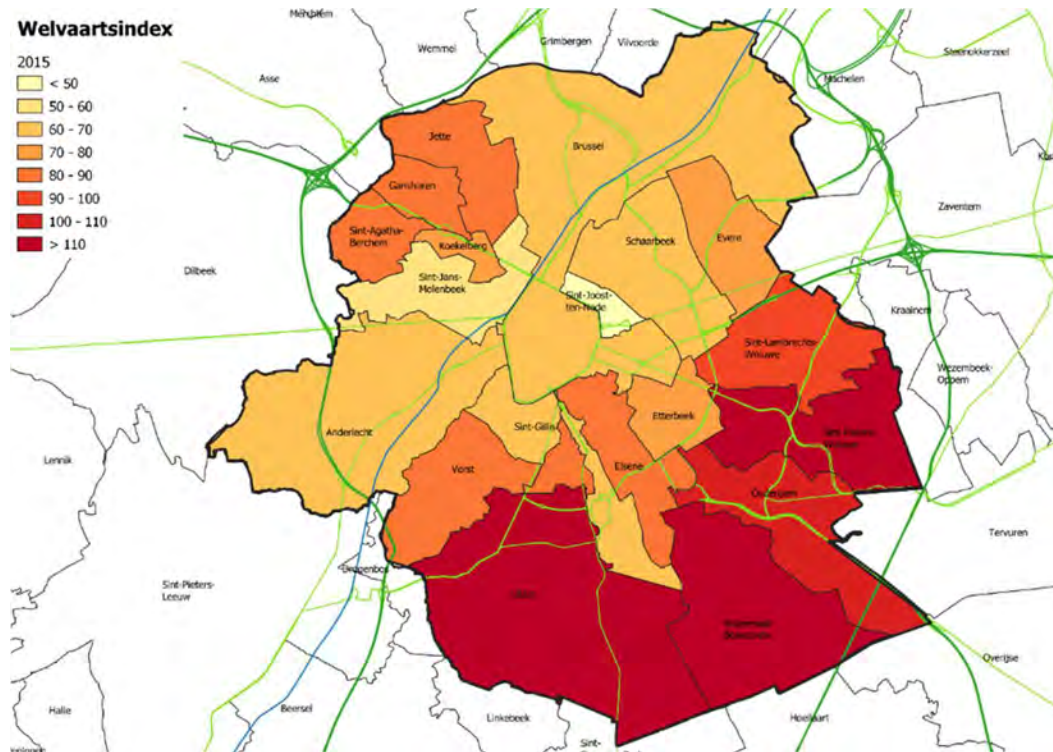 Welvaartsindex
2015
< 50
50 - 60
60 - 70
70 - 80
80 - 90
90 - 100
100 - 110
> 110
Wemmel
Grimbergen
Vilvoorde
Steenokkerzeel
Asse
Machelen
Jette
Brussel
Ganshoren
Zaventem
Sint-Agatha-
Berchem
Koekelberg
Schaarbeek
Evere
Dilbeek
Sint-Jans-
Molenbeek
Sint-Joost-
ten-Node
Kraainem
Sint-Lambrechts-
Woluwe
Wezembeek-
Oppem
Etterbeek
Anderlecht
Sint-Gillis
Lennik
Vorst
Elsene
Oudergem
Tervuren
Sint-Pieters-
Leeuw
Overijse
Halle
Beersel
Linkebeek
Hoeilaart
Sint-